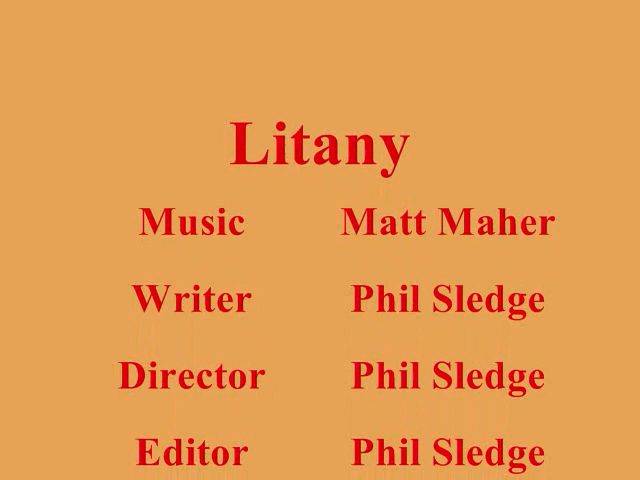 Litany
Music Matt Maher
Writer Phil Sledge
Director Phil Sledge
Editor Phil Sledge